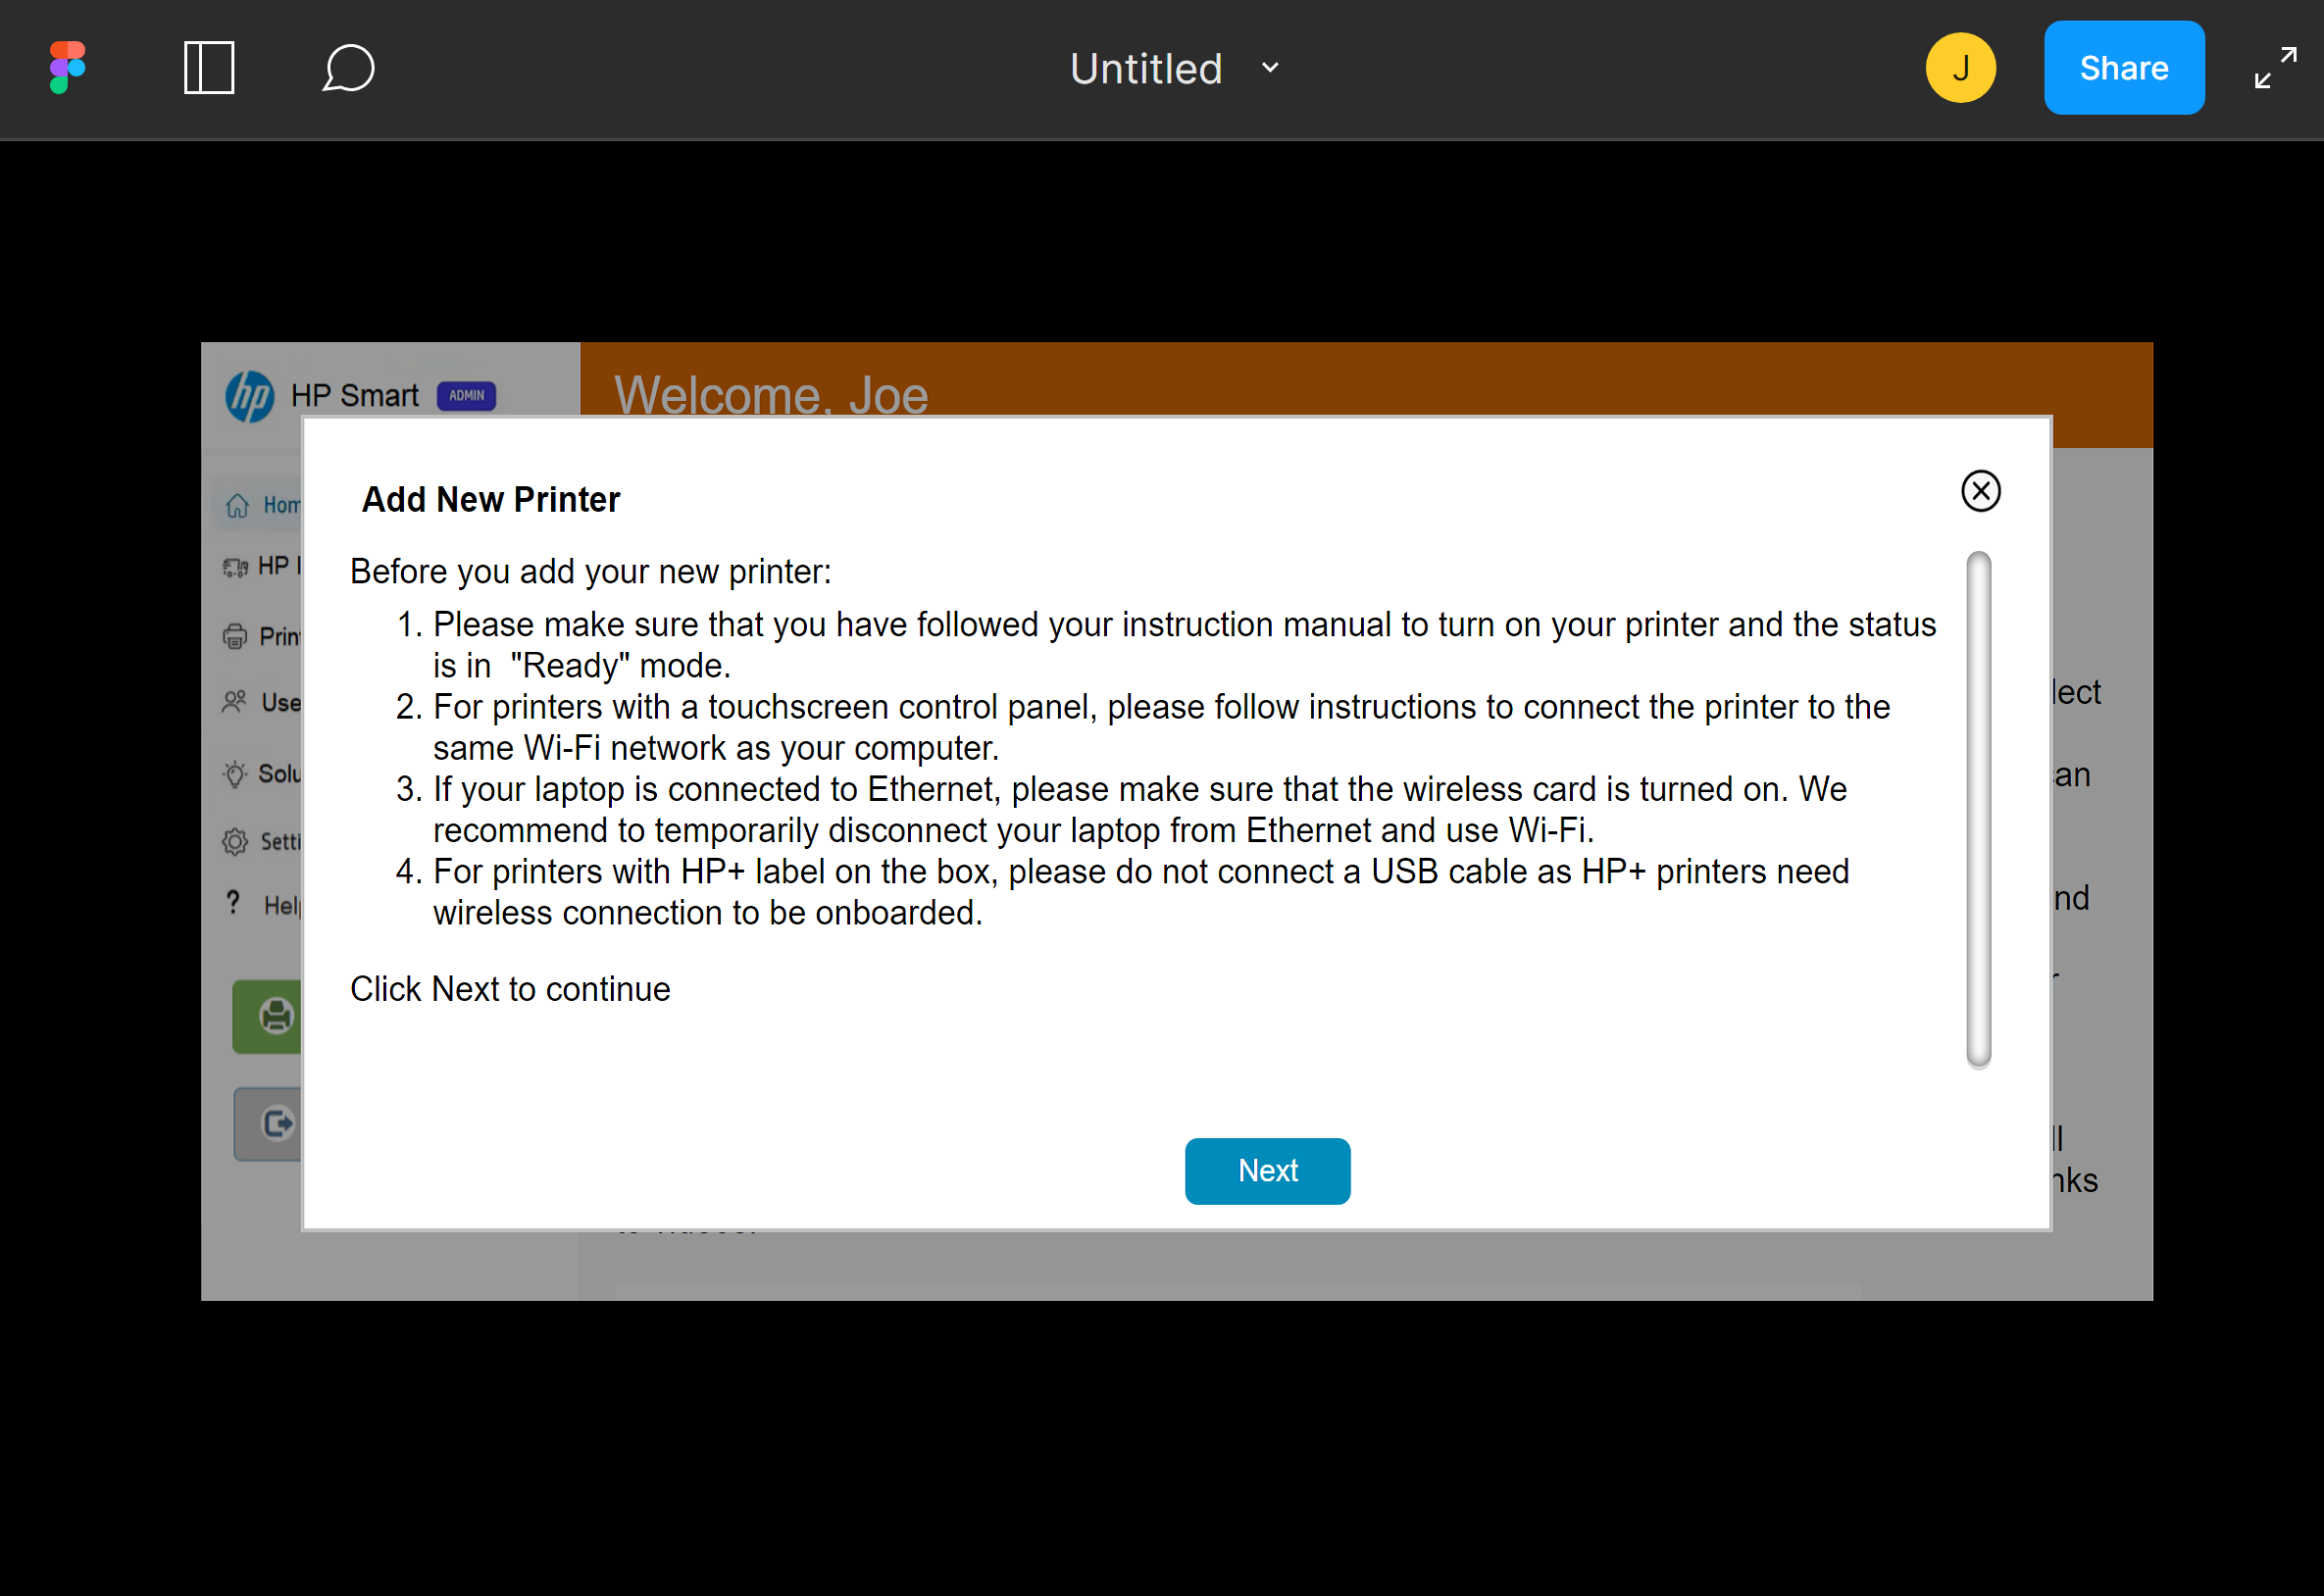 Untitled
J
Share
hp HP Smart ADMIN
Welcome, Joe
Add New Printer
Before you add your new printer:
1. Please make sure that you have followed your instruction manual to turn on your printer and the status
is in "Ready" mode.
2. For printers with a touchscreen control panel, please follow instructions to connect the printer to the
same Wi-Fi network as your computer.
3. If your laptop is connected to Ethernet, please make sure that the wireless card is turned on. We
recommend to temporarily disconnect your laptop from Ethernet and use Wi-Fi.
4. For printers with HP+ label on the box, please do not connect a USB cable as HP+ printers need
wireless connection to be onboarded.
Click Next to continue
Next
Hom
HP I
Prin
Use
Solu
Setti
? Hel
lect
an
nd
ll
nks